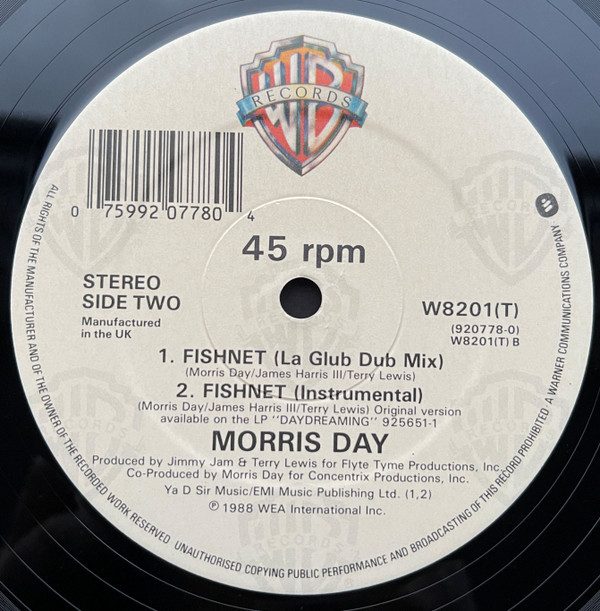 WB
RECORDS
0 75992 07780 4
45 rpm
STEREO
SIDE TWO
Manufactured
in the UK
W8201(T)
(920778-0)
W8201(T) B
1. FISHNET (La Glub Dub Mix)
(Morris Day/James Harris III/Terry Lewis)
2. FISHNET (Instrumental)
(Morris Day/James Harris III/Terry Lewis) Original version
available on the LP "DAYDREAMING" 925651-1
MORRIS DAY
Produced by Jimmy Jam & Terry Lewis for Flyte Tyme Productions, Inc.
Co-Produced by Morris Day for Concentrix Productions, Inc.
Ya D Sir Music/EMI Music Publishing Ltd. (1,2)
℗ 1988 WEA International Inc.
ALL RIGHTS OF THE MANUFACTURER AND OF THE OWNER OF THE RECORDED WORK RESERVED UNAUTHORISED COPYING PUBLIC PERFORMANCE AND BROADCASTING OF THIS RECORD PROHIBITED A WARNER COMMUNICATIONS COMPANY